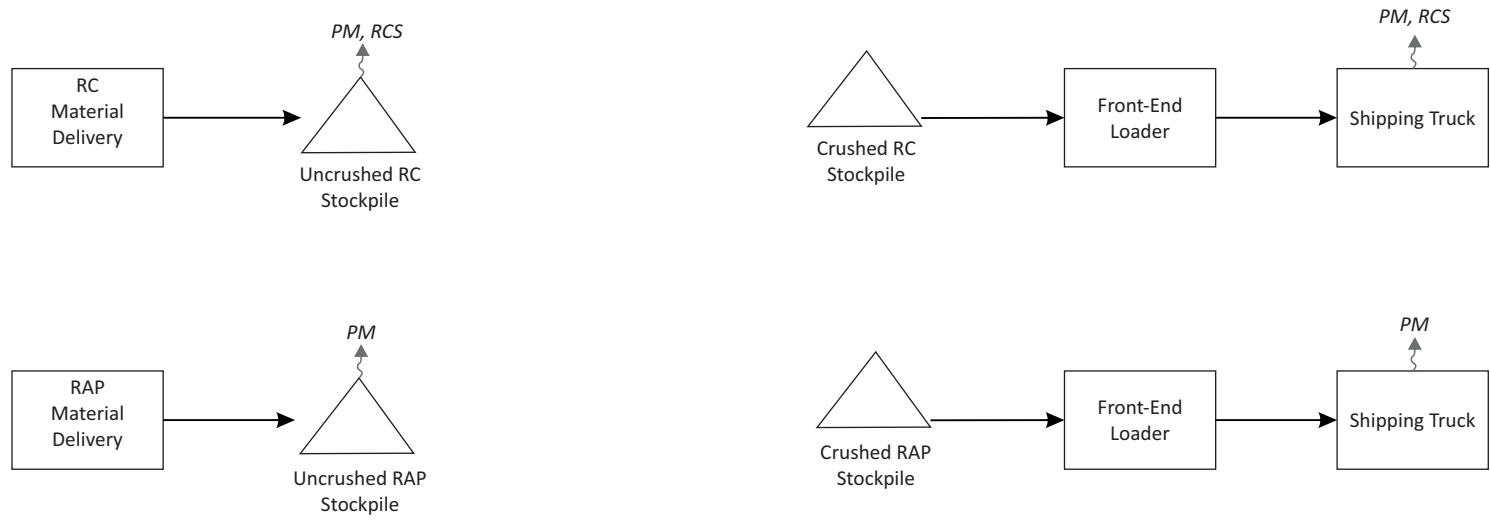 PM, RCS
RC
Material
Delivery
Uncrushed RC
Stockpile
PM, RCS
Crushed RC
Stockpile
Front-End
Loader
Shipping Truck
PM
RAP
Material
Delivery
Uncrushed RAP
Stockpile
PM
Crushed RAP
Stockpile
Front-End
Loader
Shipping Truck